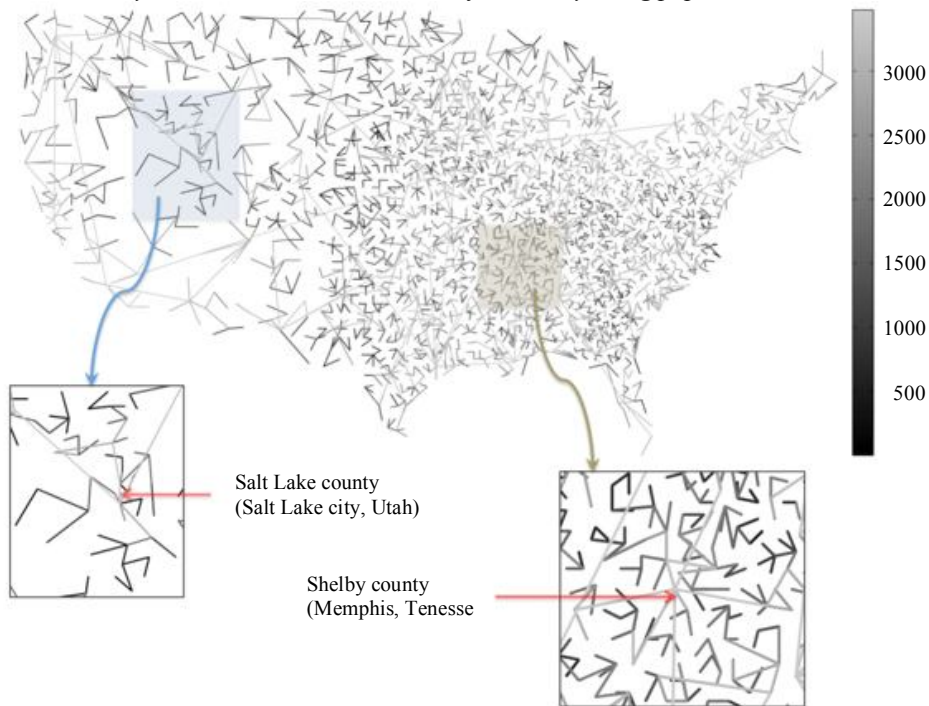 3000
2500
2000
1500
1000
500
Salt Lake county
(Salt Lake city, Utah)
Shelby county
(Memphis, Tenesse